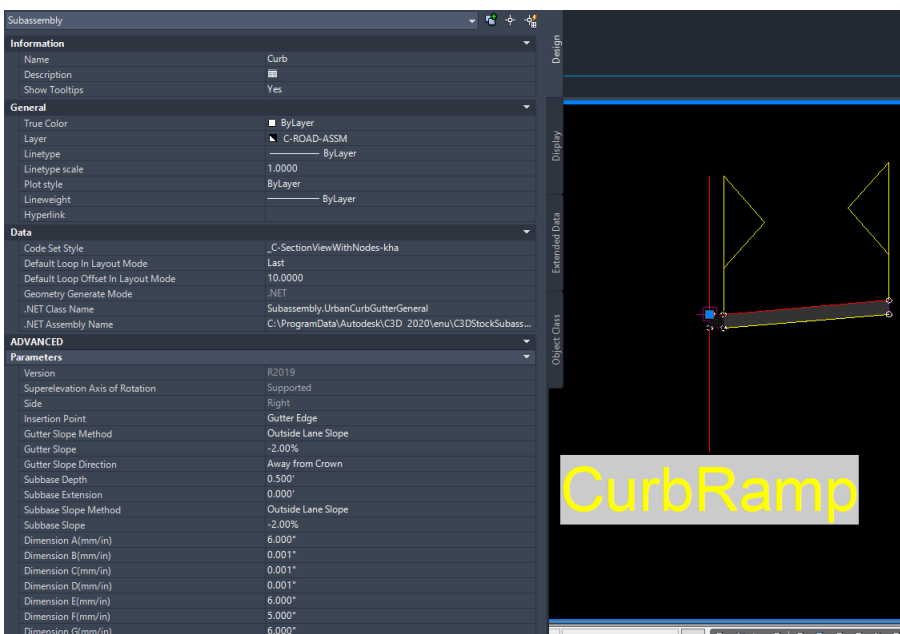 Subassembly
Information
Name Curb
Description
Show Tooltips Yes
General
True Color ByLayer
Layer C-ROAD-ASSM
Linetype ByLayer
Linetype scale 1.0000
Plot style ByLayer
Lineweight ByLayer
Hyperlink
Data
Code Set Style _C-SectionViewWithNodes-kha
Default Loop In Layout Mode Last
Default Loop Offset In Layout Mode 10.0000
Geometry Generate Mode .NET
.NET Class Name Subassembly.UrbanCurbGutterGeneral
.NET Assembly Name C:\ProgramData\Autodesk\C3D 2020\enu\C3DStockSubass...
ADVANCED
Parameters
Version R2019
Superelevation Axis of Rotation Supported
Side Right
Insertion Point Gutter Edge
Gutter Slope Method Outside Lane Slope
Gutter Slope -2.00%
Gutter Slope Direction Away from Crown
Subbase Depth 0.500'
Subbase Extension 0.000'
Subbase Slope Method Outside Lane Slope
Subbase Slope -2.00%
Dimension A(mm/in) 6.000"
Dimension B(mm/in) 0.001"
Dimension C(mm/in) 0.001"
Dimension D(mm/in) 0.001"
Dimension E(mm/in) 6.000"
Dimension F(mm/in) 5.000"
Dimension G(mm/in) 6.000"
Design
Display
Extended Data
Object Class
CurbRamp